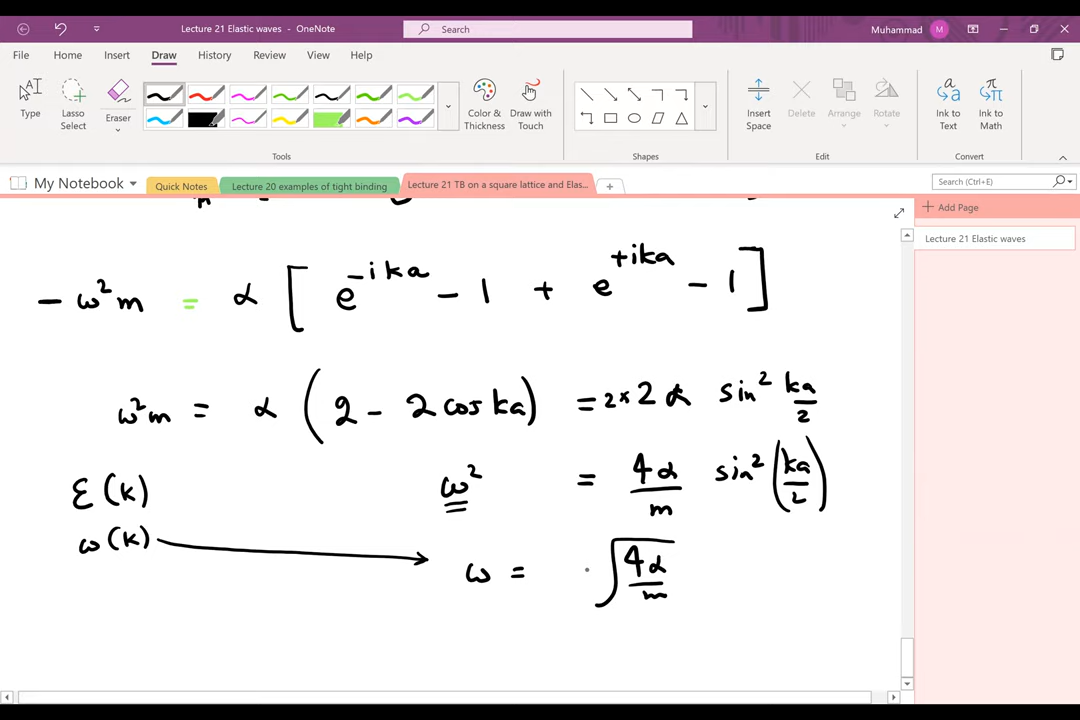 Lecture 21 Elastic waves - OneNote
Search
Muhammad M
File Home Insert Draw History Review View Help
Type Lasso Select Eraser Color & Thickness Draw with Touch Insert Space Delete Arrange Rotate Ink to Text Ink to Math
Tools Shapes Edit Convert
My Notebook Quick Notes Lecture 20 examples of tight binding Lecture 21 TB on a square lattice and Elas... Search (Ctrl+E)
Add Page
Lecture 21 Elastic waves
- ω²m = α [ e^{-ika} - 1 + e^{+ika} - 1 ]
ω²m = α (2 - 2 cos ka) = 2 × 2 α sin² ka/2
ε(k) ω² = 4α/m sin² (ka/2)
ω(k) → ω = √(4α/m)